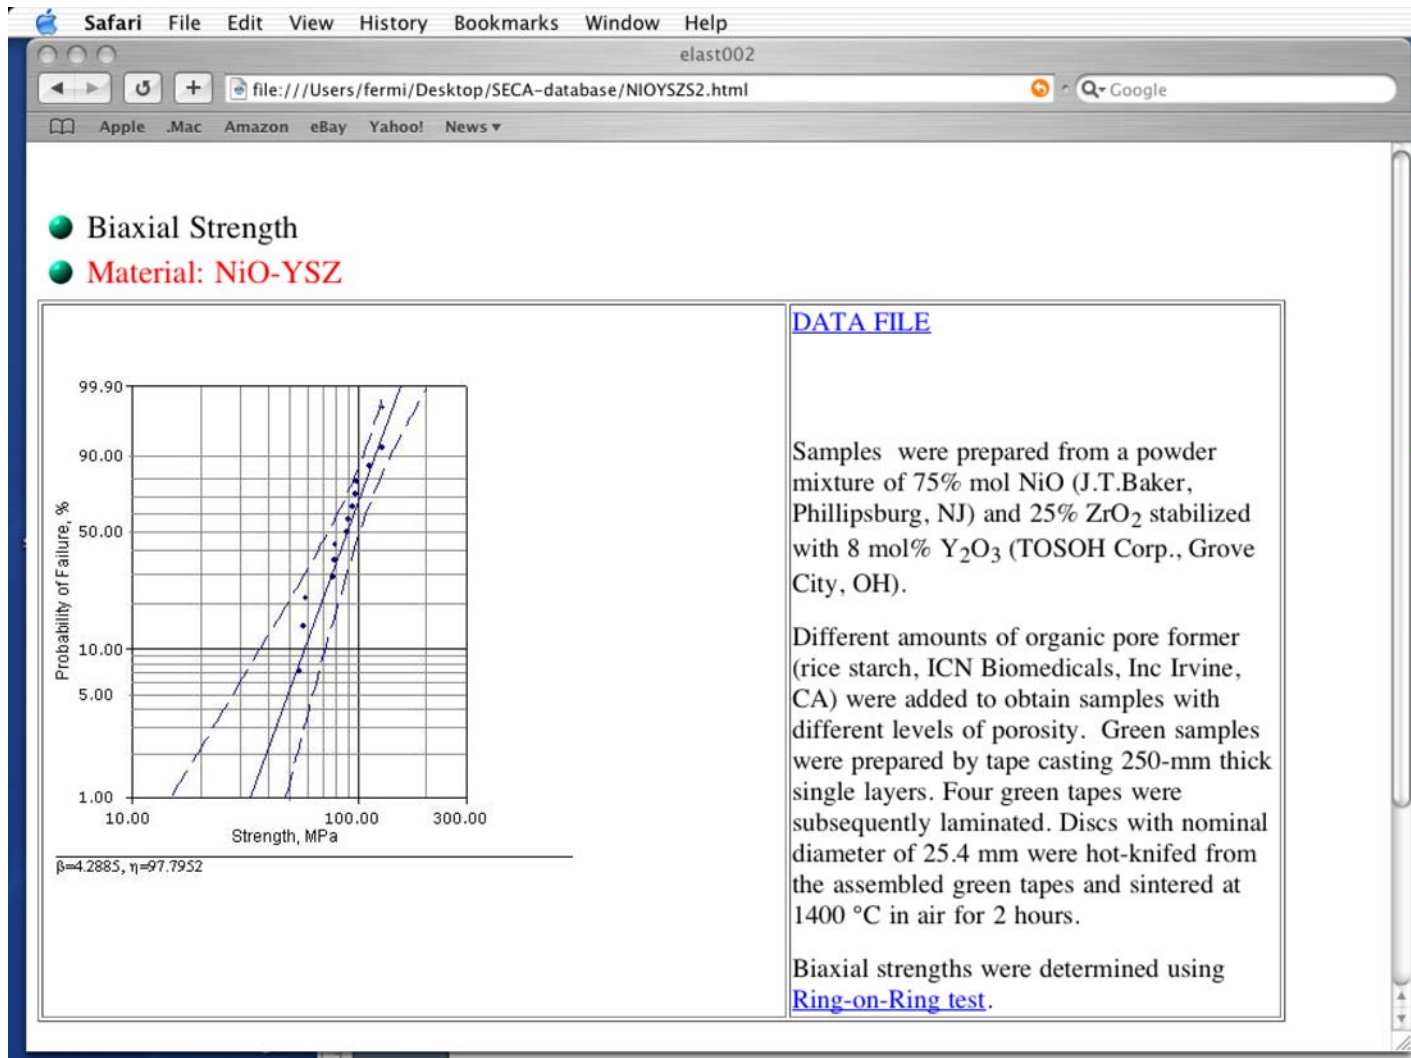 Safari File Edit View History Bookmarks Window Help
elast002
file:///Users/fermi/Desktop/SECA-database/NIOYSZS2.html
Google
Apple .Mac Amazon eBay Yahoo! News
Biaxial Strength
Material: NiO-YSZ
99.90
90.00
50.00
10.00
5.00
1.00
Probability of Failure, %
10.00 100.00 300.00
Strength, MPa
β=4.2885, η=97.7952
DATA FILE
Samples were prepared from a powder
mixture of 75% mol NiO (J.T.Baker,
Phillipsburg, NJ) and 25% ZrO2 stabilized
with 8 mol% Y2O3 (TOSOH Corp., Grove
City, OH).
Different amounts of organic pore former
(rice starch, ICN Biomedicals, Inc Irvine,
CA) were added to obtain samples with
different levels of porosity. Green samples
were prepared by tape casting 250-mm thick
single layers. Four green tapes were
subsequently laminated. Discs with nominal
diameter of 25.4 mm were hot-knifed from
the assembled green tapes and sintered at
1400 °C in air for 2 hours.
Biaxial strengths were determined using
Ring-on-Ring test.